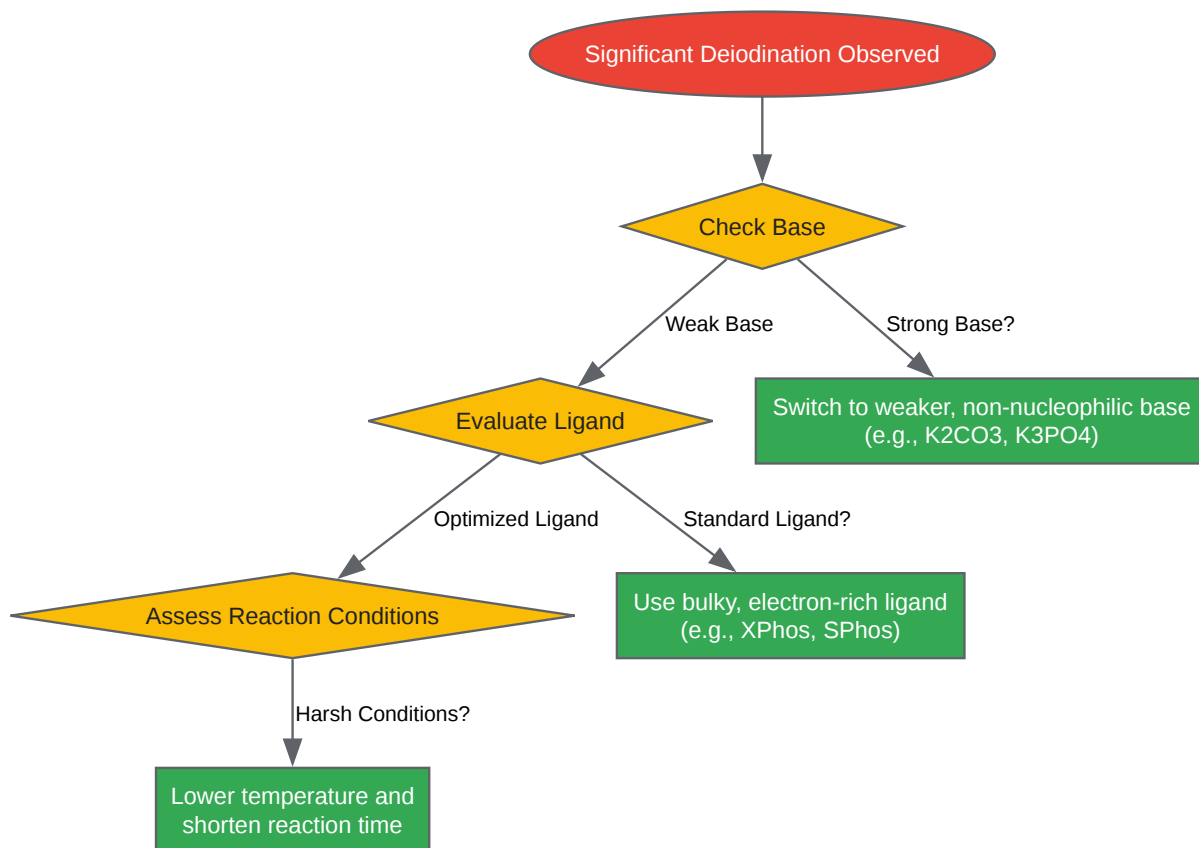 Significant Deiodination Observed
Check Base
Weak Base
Strong Base?
Evaluate Ligand
Switch to weaker, non-nucleophilic base
(e.g., K2CO3, K3PO4)
Optimized Ligand
Standard Ligand?
Assess Reaction Conditions
Use bulky, electron-rich ligand
(e.g., XPhos, SPhos)
Harsh Conditions?
Lower temperature and
shorten reaction time